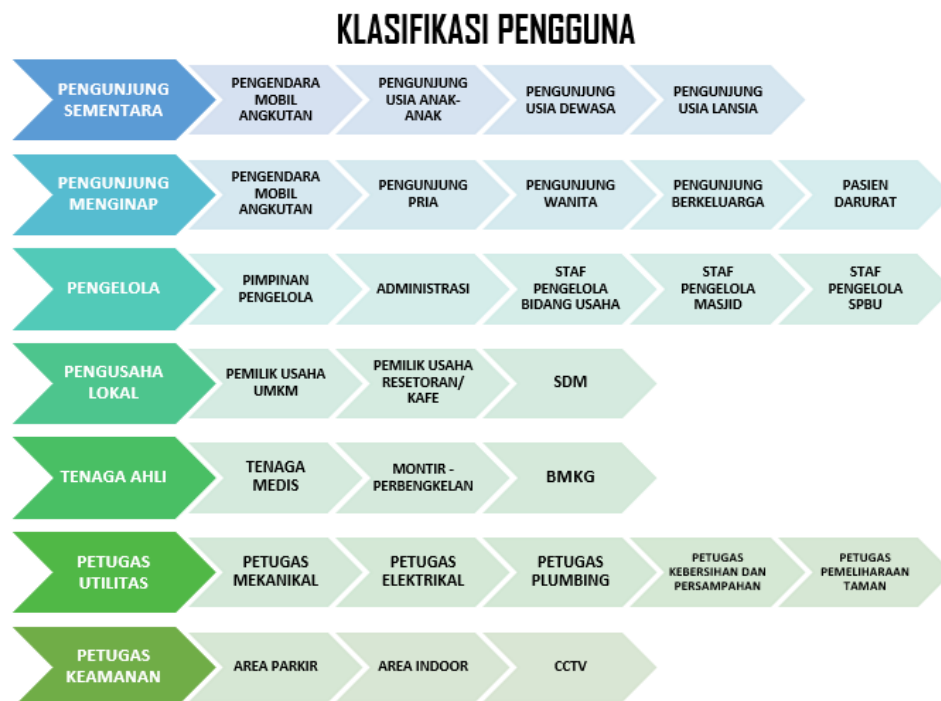 KLASIFIKASI PENGGUNA
PENGUNJUNG
SEMENTARA
PENGENDARA
MOBIL
ANGKUTAN
PENGUNJUNG
USIA ANAK-
ANAK
PENGUNJUNG
USIA DEWASA
PENGUNJUNG
USIA LANSIA
PENGUNJUNG
MENGINAP
PENGENDARA
MOBIL
ANGKUTAN
PENGUNJUNG
PRIA
PENGUNJUNG
WANITA
PENGUNJUNG
BERKELUARGA
PASIEN
DARURAT
PENGELOLA
PIMPINAN
PENGELOLA
ADMINISTRASI
STAF
PENGELOLA
BIDANG USAHA
STAF
PENGELOLA
MASJID
STAF
PENGELOLA
SPBU
PENGUSAHA
LOKAL
PEMILIK USAHA
UMKM
PEMILIK USAHA
RESETORAN/
KAFE
SDM
TENAGA AHLI
TENAGA
MEDIS
MONTIR -
PERBENGKELAN
BMKG
PETUGAS
UTILITAS
PETUGAS
MEKANIKAL
PETUGAS
ELEKTRIKAL
PETUGAS
PLUMBING
PETUGAS
KEBERSIHAN DAN
PERSAMPAHAN
PETUGAS
PEMELIHARAAN
TAMAN
PETUGAS
KEAMANAN
AREA PARKIR
AREA INDOOR
CCTV